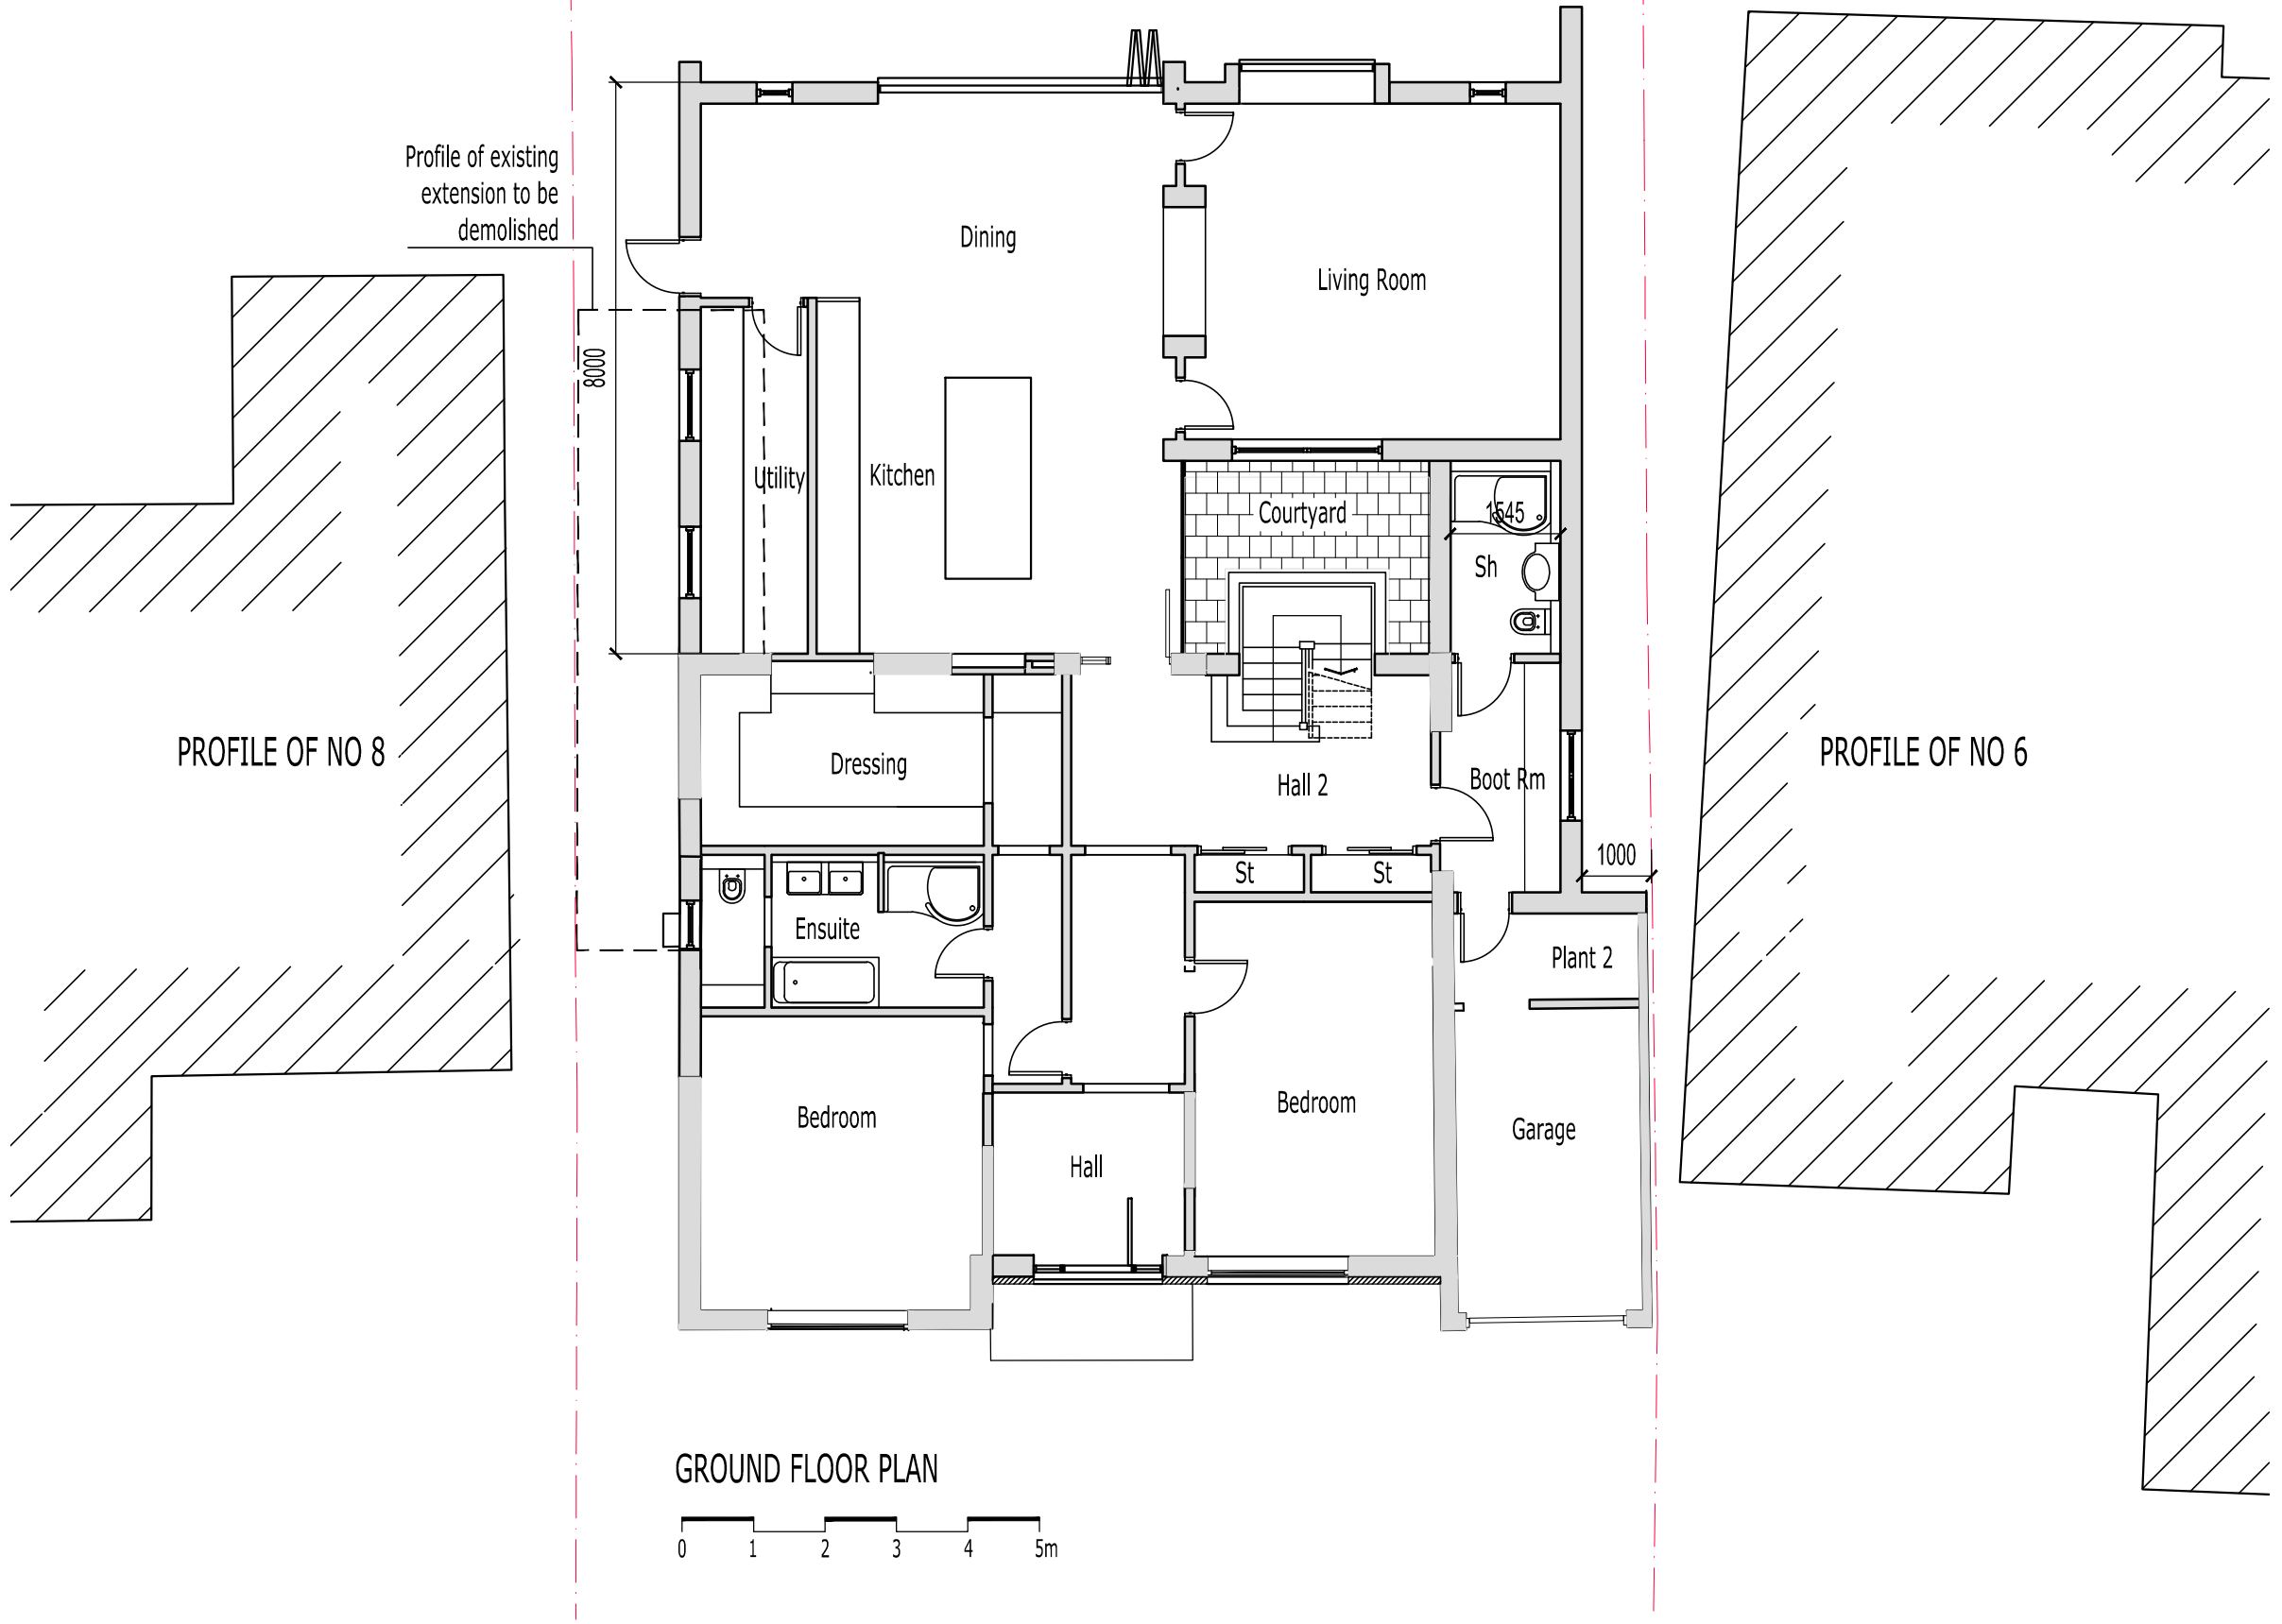 Profile of existing
extension to be
demolished
Dining
Living Room
8000
Utility
Kitchen
Courtyard
1545
Sh
PROFILE OF NO 8
Dressing
Hall 2
Boot Rm
PROFILE OF NO 6
1000
St
St
Ensuite
Plant 2
Bedroom
Bedroom
Garage
Hall
GROUND FLOOR PLAN
0 1 2 3 4 5m